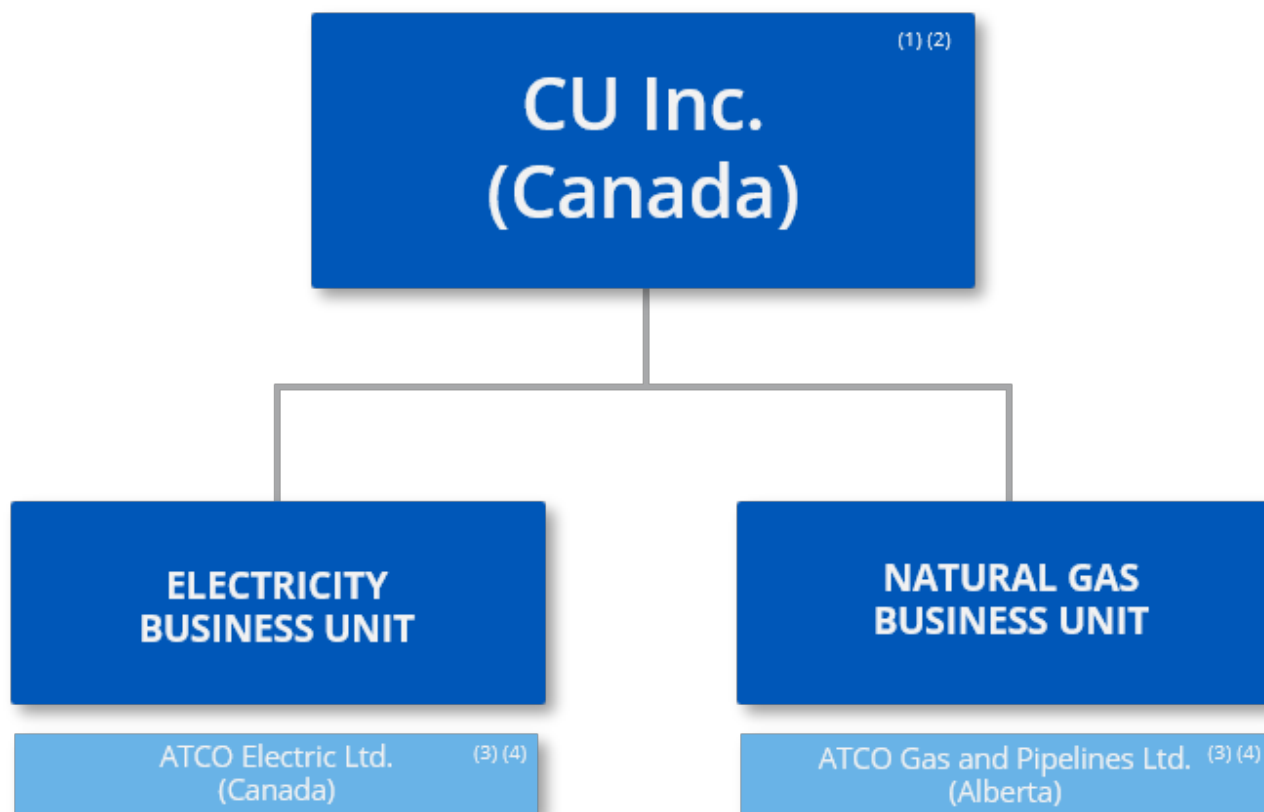 (1) (2)
CU Inc.
(Canada)
ELECTRICITY
BUSINESS UNIT
NATURAL GAS
BUSINESS UNIT
ATCO Electric Ltd. (3) (4)
(Canada)
ATCO Gas and Pipelines Ltd. (3) (4)
(Alberta)